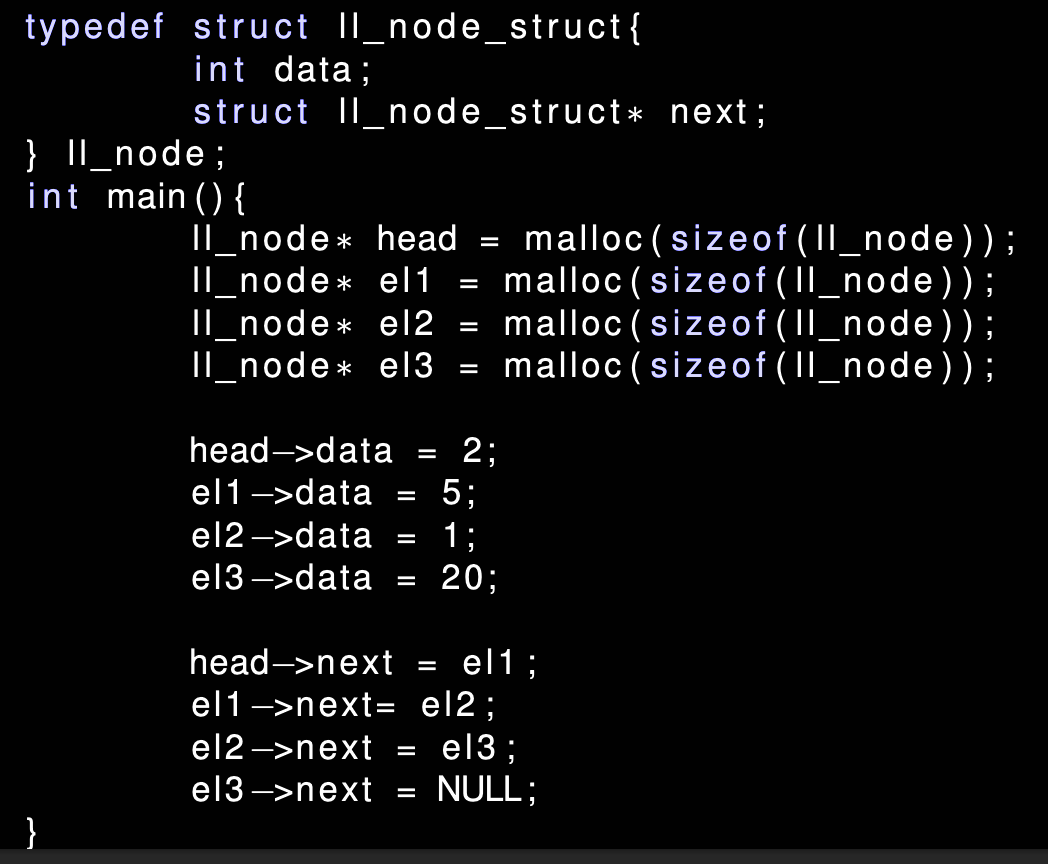 typedef struct ll_node_struct{
int data;
struct ll_node_struct* next;
} ll_node;
int main(){
ll_node* head = malloc(sizeof(ll_node));
ll_node* el1 = malloc(sizeof(ll_node));
ll_node* el2 = malloc(sizeof(ll_node));
ll_node* el3 = malloc(sizeof(ll_node));
head->data = 2;
el1->data = 5;
el2->data = 1;
el3->data = 20;
head->next = el1;
el1->next= el2;
el2->next = el3;
el3->next = NULL;
}